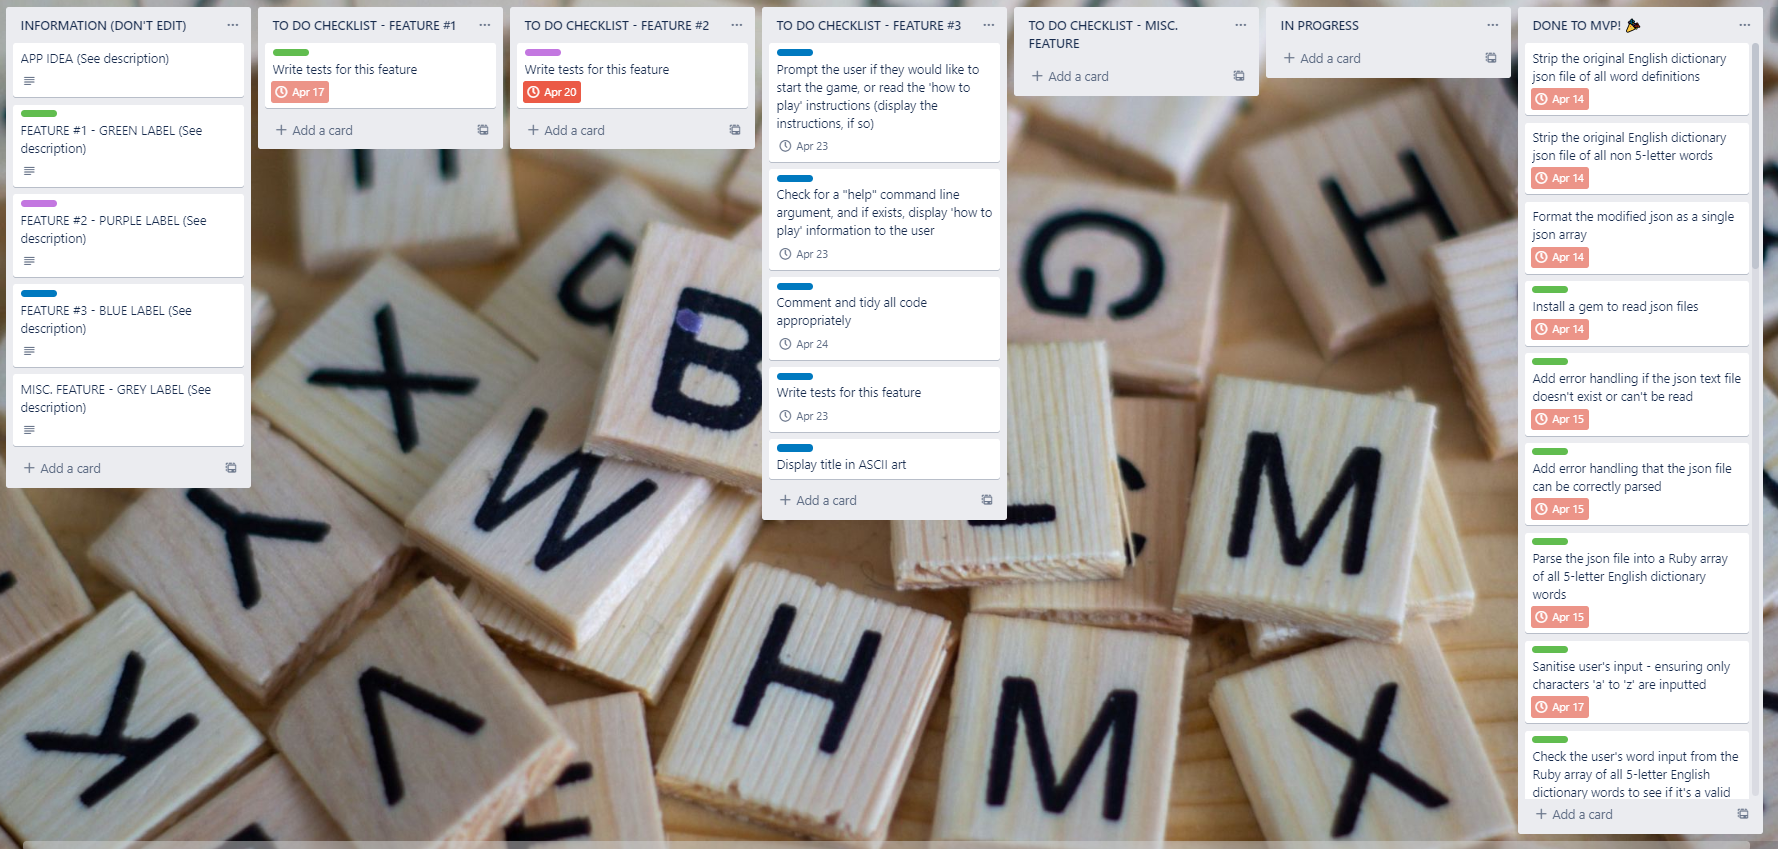 INFORMATION (DON'T EDIT)
APP IDEA (See description)
FEATURE #1 - GREEN LABEL (See
description)
FEATURE #2 - PURPLE LABEL (See
description)
FEATURE #3 - BLUE LABEL (See
description)
MISC. FEATURE - GREY LABEL (See
description)
+ Add a card
TO DO CHECKLIST - FEATURE #1
Write tests for this feature
Apr 17
+ Add a card
TO DO CHECKLIST - FEATURE #2
Write tests for this feature
Apr 20
+ Add a card
TO DO CHECKLIST - FEATURE #3
Prompt the user if they would like to
start the game, or read the 'how to
play' instructions (display the
instructions, if so)
Apr 23
Check for a "help" command line
argument, and if exists, display 'how to
play' information to the user
Apr 23
Comment and tidy all code
appropriately
Apr 24
Write tests for this feature
Apr 23
Display title in ASCII art
+ Add a card
TO DO CHECKLIST - MISC.
FEATURE
+ Add a card
IN PROGRESS
+ Add a card
DONE TO MVP! 🎉
Strip the original English dictionary
json file of all word definitions
Apr 14
Strip the original English dictionary
json file of all non 5-letter words
Apr 14
Format the modified json as a single
json array
Apr 14
Install a gem to read json files
Apr 14
Add error handling if the json text file
doesn't exist or can't be read
Apr 15
Add error handling that the json file
can be correctly parsed
Apr 15
Parse the json file into a Ruby array
of all 5-letter English dictionary
words
Apr 15
Sanitise user's input - ensuring only
characters 'a' to 'z' are inputted
Apr 17
Check the user's word input from the
Ruby array of all 5-letter English
dictionary words to see if it's a valid
+ Add a card
H
G
B
X
W
M
Y
H
K
V
M
X